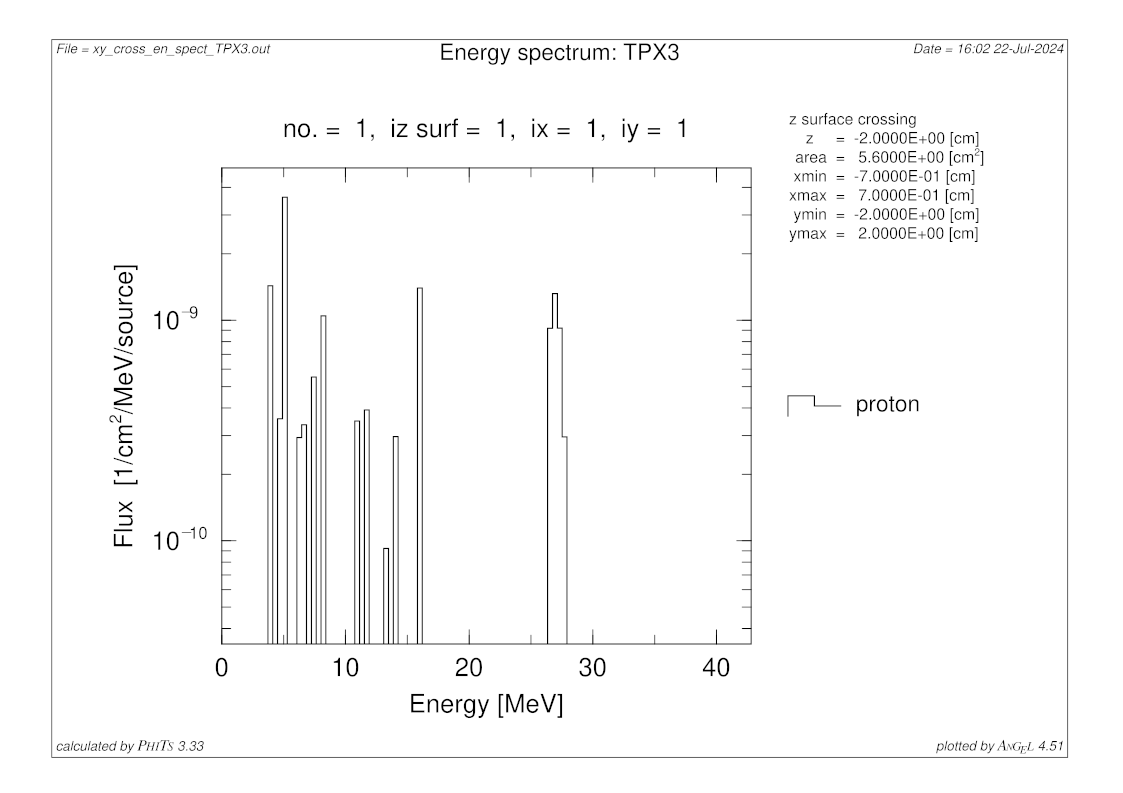 File = xy_cross_en_spect_TPX3.out
Energy spectrum: TPX3
Date = 16:02 22-Jul-2024
no. = 1, iz surf = 1, ix = 1, iy = 1
z surface crossing
z = -2.0000E+00 [cm]
area = 5.6000E+00 [cm²]
xmin = -7.0000E-01 [cm]
xmax = 7.0000E-01 [cm]
ymin = -2.0000E+00 [cm]
ymax = 2.0000E+00 [cm]
Flux [1/cm²/MeV/source]
10⁻⁹
10⁻¹⁰
proton
0 10 20 30 40
Energy [MeV]
calculated by PHITS 3.33
plotted by ANGEL 4.51